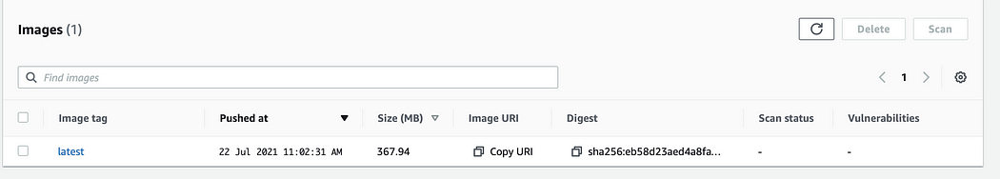 Images (1)
Delete
Scan
Find images
1
Image tag
Pushed at
Size (MB)
Image URI
Digest
Scan status
Vulnerabilities
latest
22 Jul 2021 11:02:31 AM
367.94
Copy URI
sha256:eb58d23aed4a8fa...
-
-